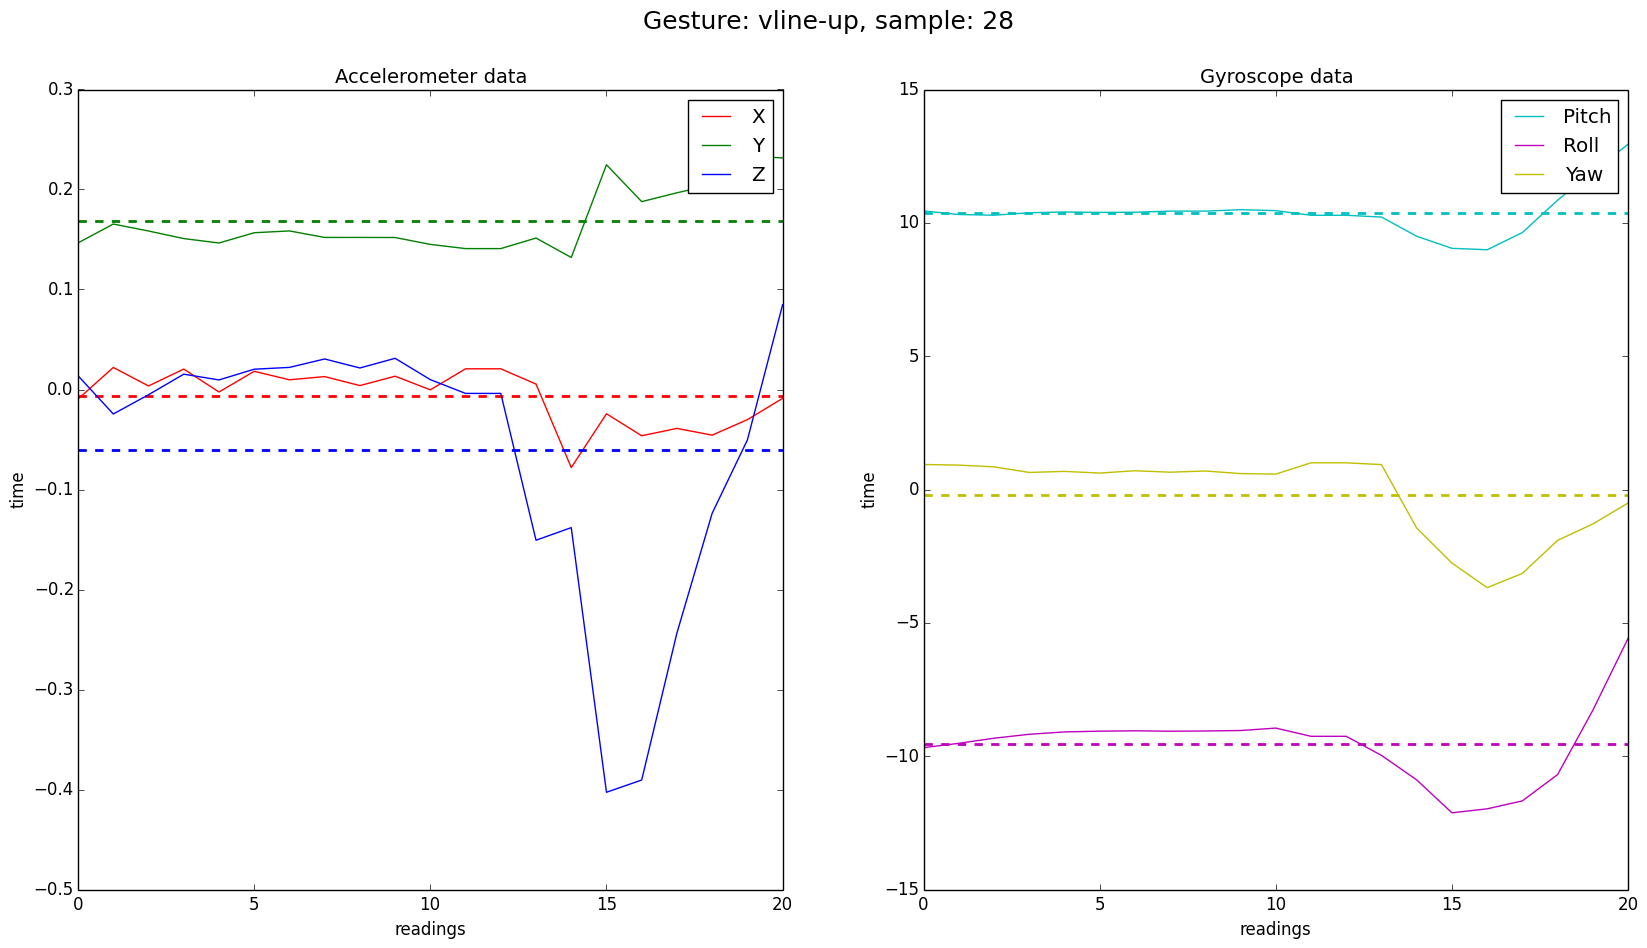 Gesture: vline-up, sample: 28
Accelerometer data
0.3
0.2
0.1
0.0
−0.1
−0.2
−0.3
−0.4
−0.5
time
X
Y
Z
0
5
10
15
20
readings
Gyroscope data
15
10
5
0
−5
−10
−15
time
Pitch
Roll
Yaw
0
5
10
15
20
readings